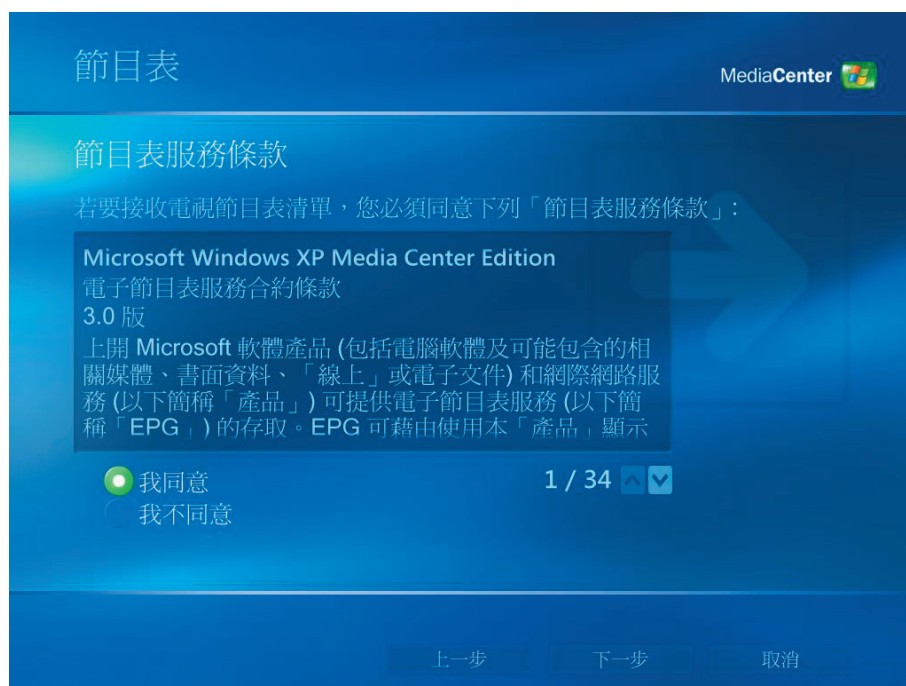 節目表
MediaCenter
節目表服務條款
若要接收電視節目表清單，您必須同意下列「節目表服務條款」：
Microsoft Windows XP Media Center Edition
電子節目表服務合約條款
3.0 版
上開 Microsoft 軟體產品 (包括電腦軟體及可能包含的相
關媒體、書面資料、「線上」或電子文件) 和網際網路服
務 (以下簡稱「產品」) 可提供電子節目表服務 (以下簡
稱「EPG」) 的存取。EPG 可藉由使用本「產品」顯示
我同意
1 / 34
我不同意
上一步
下一步
取消